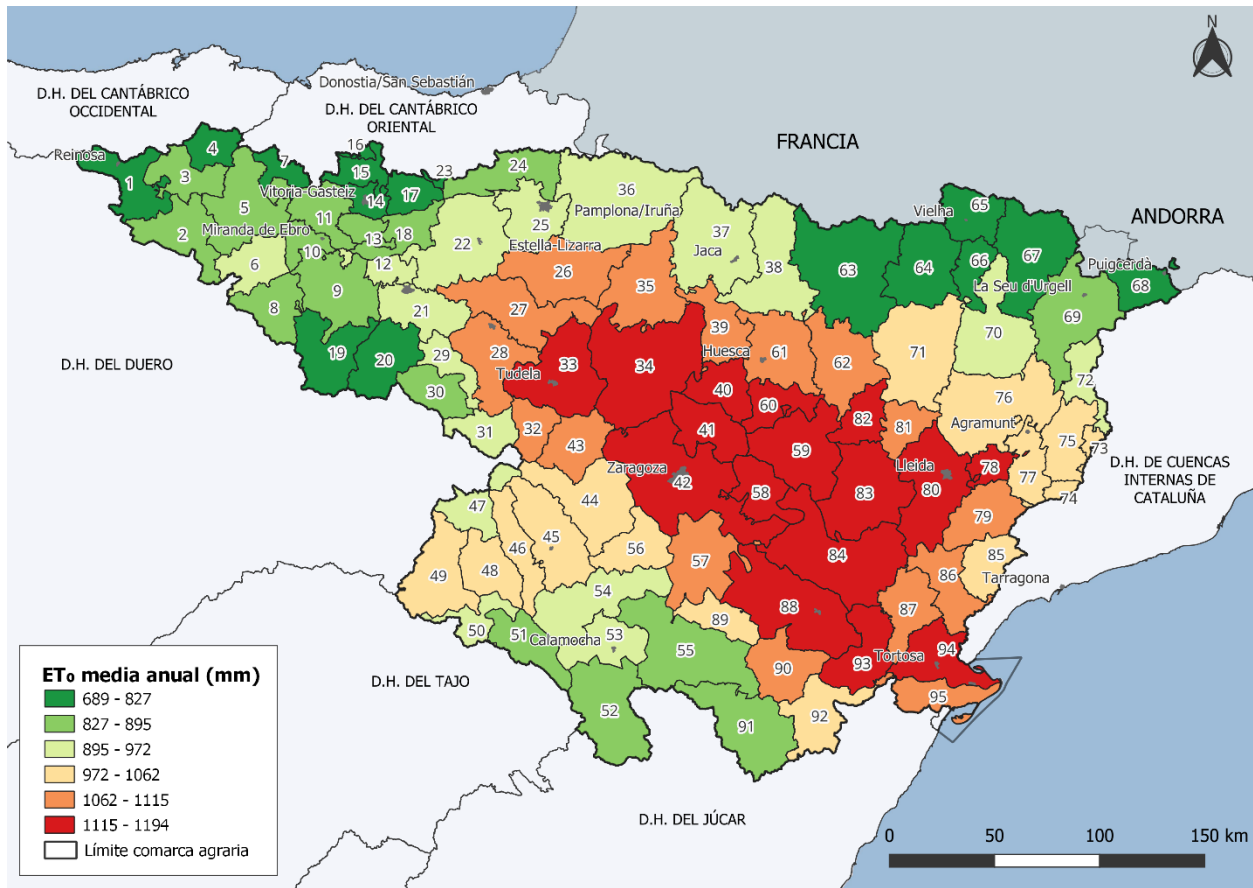 N
Donostia/San Sebastián
D.H. DEL CANTÁBRICO
OCCIDENTAL
D.H. DEL CANTÁBRICO
ORIENTAL
FRANCIA
Reinosa
4
16
7
23
24
3
15
1
Vitoria-Gasteiz
14
17
36
Vielha
65
ANDORRA
5
11
25
Pamplona/Iruña
2
Miranda de Ebro
13
18
22
Estella-Lizarra
37
Jaca
10
6
12
26
38
63
64
66
67
Puigcerdà
La Seu d'Urgell
68
9
35
8
21
27
39
69
70
D.H. DEL DUERO
19
20
29
28
Tudela
33
34
Huesca
61
62
71
72
30
40
60
82
76
Agramunt
31
32
43
41
59
81
75
73
Zaragoza
42
Lleida
78
77
D.H. DE CUENCAS
INTERNAS DE
CATALUÑA
58
83
80
74
47
44
79
46
45
56
57
84
85
49
48
86
Tarragona
54
88
87
89
50
51
Calamocha
53
55
90
93
Tortosa
94
95
52
91
92
D.H. DEL TAJO
D.H. DEL JÚCAR
ET₀ media anual (mm)
689 - 827
827 - 895
895 - 972
972 - 1062
1062 - 1115
1115 - 1194
Límite comarca agraria
0 50 100 150 km